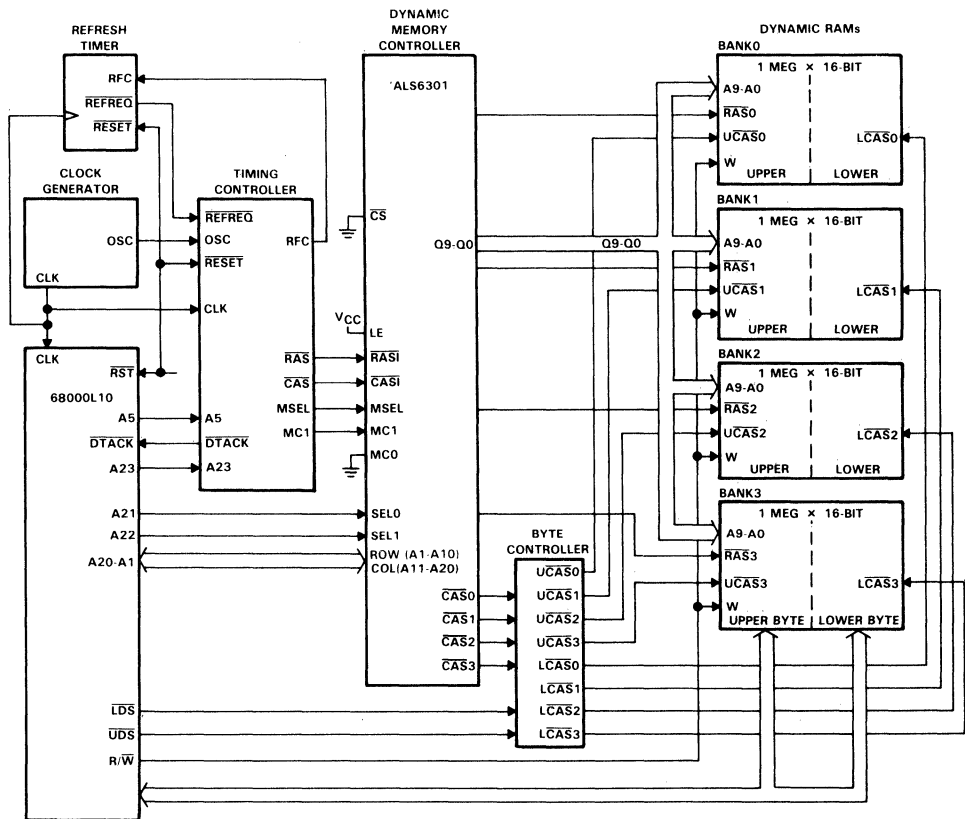 REFRESH
TIMER
RFC
REFREQ
RESET
CLOCK
GENERATOR
OSC
CLK
TIMING
CONTROLLER
REFREQ
OSC
RFC
RESET
CLK
RAS
CAS
MSEL
MC1
A5
DTACK
A23
CLK
RST
68000L10
A5
DTACK
A23
A21
A22
A20-A1
LDS
UDS
R/W
DYNAMIC
MEMORY
CONTROLLER
ALS6301
CS
Q9-Q0
VCC
LE
RASI
CASI
MSEL
MC1
MC0
SEL0
SEL1
ROW (A1-A10)
COL(A11-A20)
CAS0
CAS1
CAS2
CAS3
Q9-Q0
BYTE
CONTROLLER
UCAS0
UCAS1
UCAS2
UCAS3
LCAS0
LCAS1
LCAS2
LCAS3
DYNAMIC RAMs
BANK0
1 MEG × 16-BIT
A9-A0
RAS0
UCAS0
LCAS0
W
UPPER
LOWER
BANK1
1 MEG × 16-BIT
A9-A0
RAS1
UCAS1
LCAS1
W
UPPER
LOWER
BANK2
1 MEG × 16-BIT
A9-A0
RAS2
UCAS2
LCAS2
W
UPPER
LOWER
BANK3
1 MEG × 16-BIT
A9-A0
RAS3
UCAS3
LCAS3
W
UPPER BYTE
LOWER BYTE